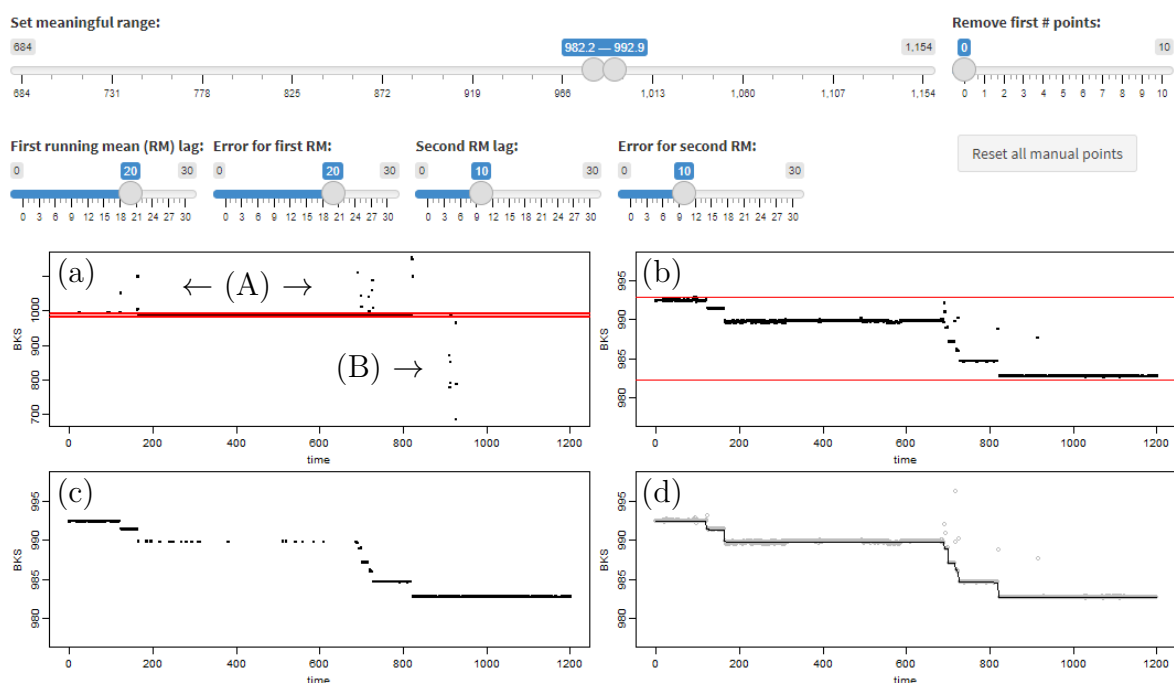 Set meaningful range: Remove first # points:
684 982.2 — 992.9 1,154 0 10
684 731 778 825 872 919 966 1,013 1,060 1,107 1,154 0 1 2 3 4 5 6 7 8 9 10
First running mean (RM) lag: Error for first RM: Second RM lag: Error for second RM: Reset all manual points
0 20 30 0 20 30 0 10 30 0 10 30
0 3 6 9 12 15 18 21 24 27 30 0 3 6 9 12 15 18 21 24 27 30 0 3 6 9 12 15 18 21 24 27 30 0 3 6 9 12 15 18 21 24 27 30
(a) ← (A) →
(B) →
BKS
700 800 900 1000
0 200 400 600 800 1000 1200
time
(b)
BKS
980 985 990 995
0 200 400 600 800 1000 1200
time
(c)
BKS
980 985 990 995
0 200 400 600 800 1000 1200
time
(d)
BKS
980 985 990 995
0 200 400 600 800 1000 1200
time